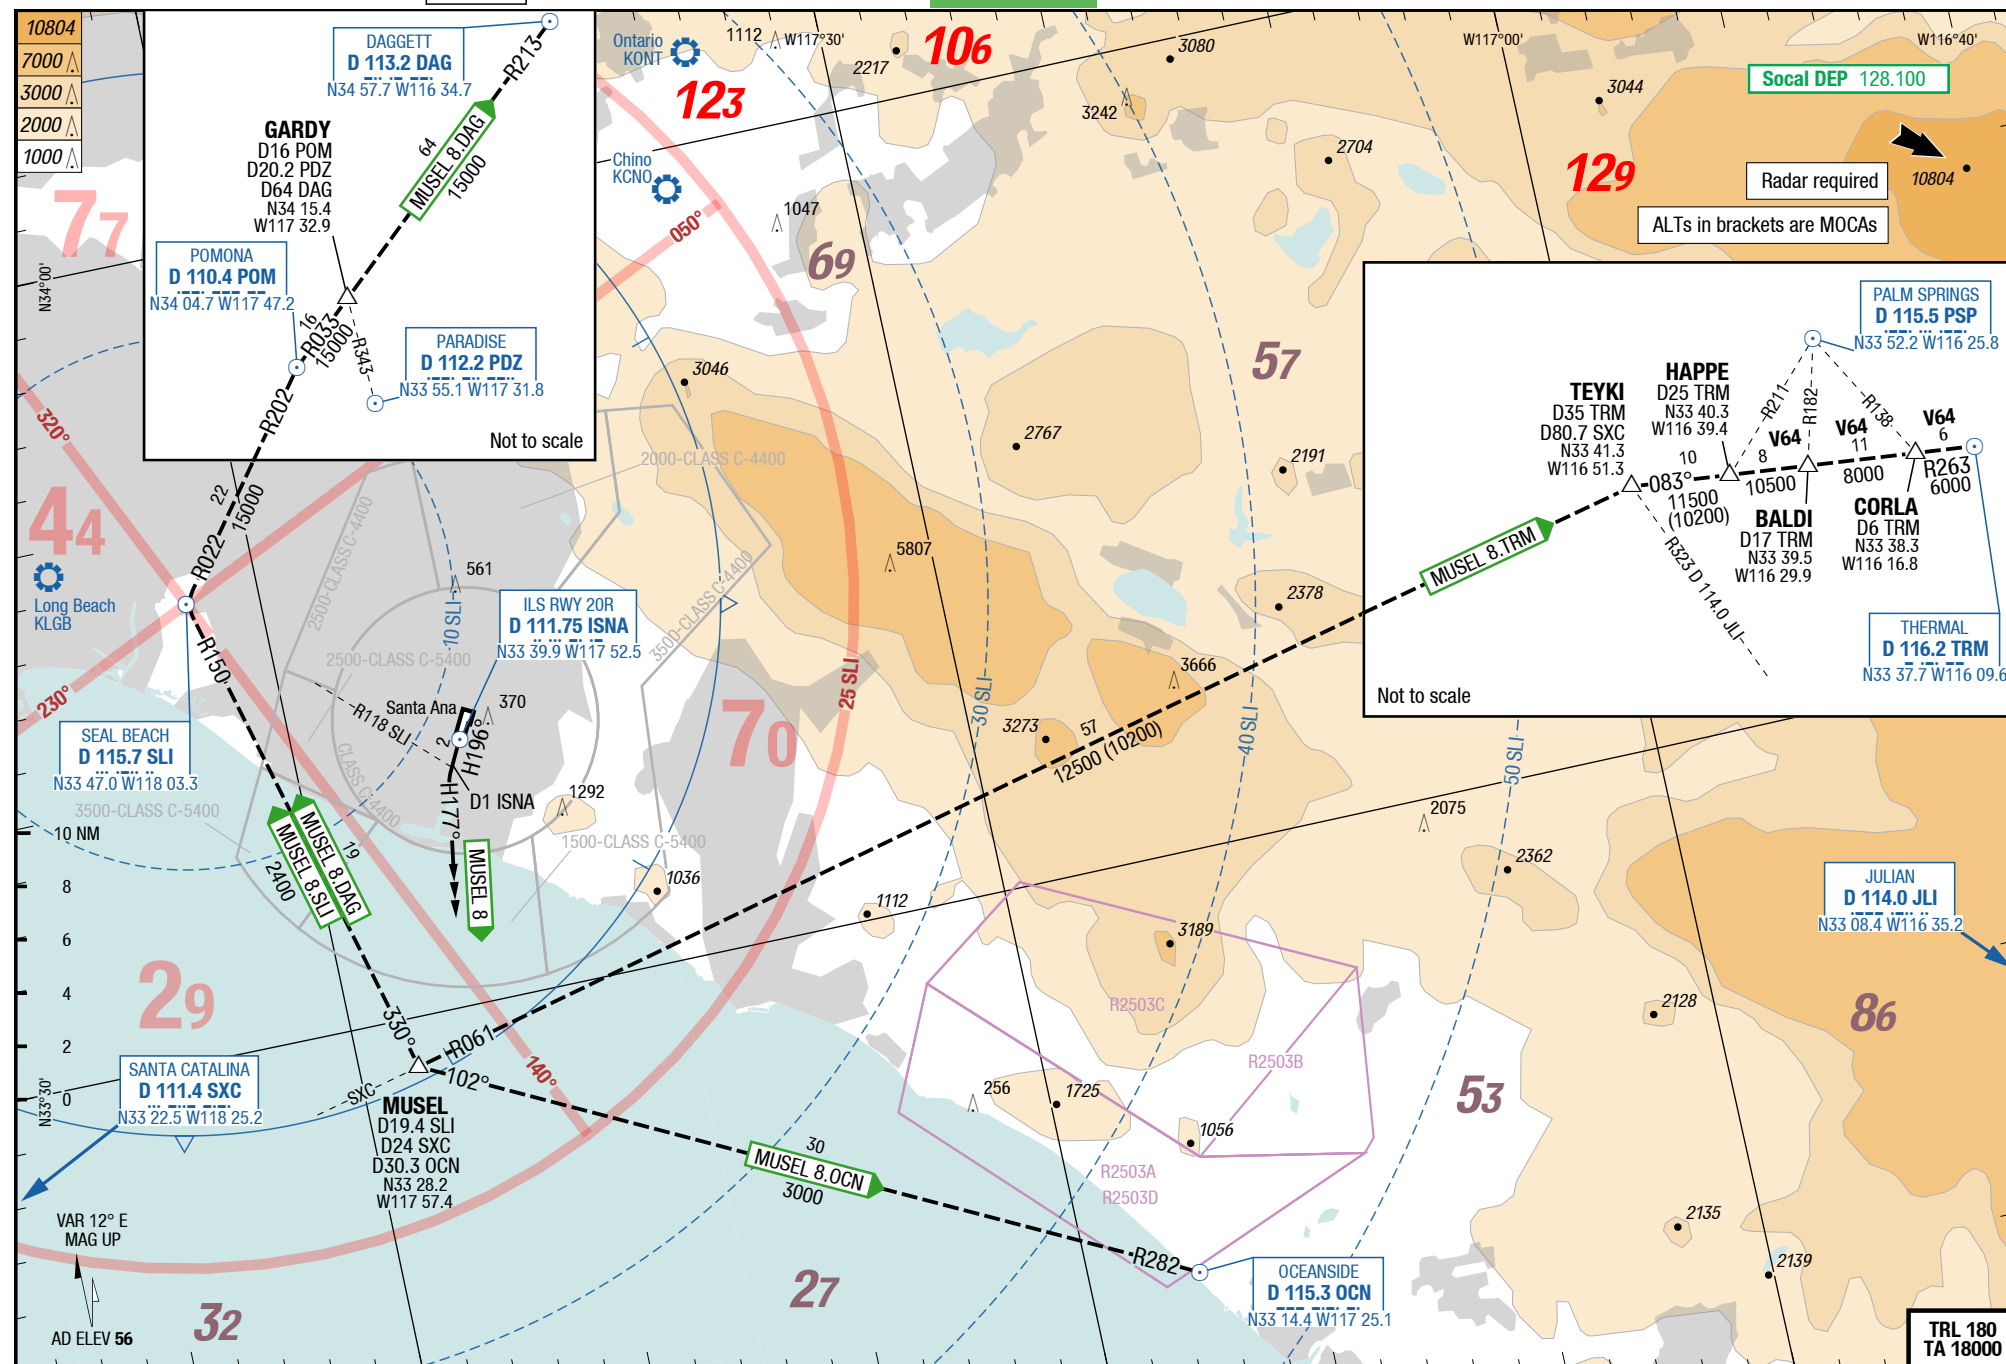 10804
7000
3000
2000
1000
DAGGETT
D 113.2 DAG
N34 57.7 W116 34.7
R213
64
MUSEL 8.DAG
15000
GARDY
D16 POM
D20.2 PDZ
D64 DAG
N34 15.4
W117 32.9
POMONA
D 110.4 POM
N34 04.7 W117 47.2
16
R033
15000
R343
PARADISE
D 112.2 PDZ
N33 55.1 W117 31.8
R202
Not to scale
Ontario
KONT
Chino
KCNO
1112
W117°30'
2217
106
123
3080
3242
W117°00'
3044
2704
129
W116°40'
Socal DEP 128.100
Radar required
10804
ALTs in brackets are MOCAs
77
N34°00'
050°
1047
69
57
3046
2767
2191
320°
44
Long Beach
KLGB
22
15000
R022
2000-CLASS C-4400
2500-CLASS C-4400
3500-CLASS C-4400
2500-CLASS C-5400
561
10 SLI
5807
2378
ILS RWY 20R
D 111.75 ISNA
N33 39.9 W117 52.5
R150
230°
SEAL BEACH
D 115.7 SLI
N33 47.0 W118 03.3
3500-CLASS C-5400
R118 SLI
Santa Ana
370
2
H196°
D1 ISNA
H177°
CLASS C-4400
1292
1500-CLASS C-5400
1036
MUSEL 8
MUSEL 8.DAG
MUSEL 8.SLI
19
2400
25 SLI
30 SLI
40 SLI
50 SLI
70
3666
3273
57
12500 (10200)
MUSEL 8.TRM
PALM SPRINGS
D 115.5 PSP
N33 52.2 W116 25.8
TEYKI
D35 TRM
D80.7 SXC
N33 41.3
W116 51.3
HAPPE
D25 TRM
N33 40.3
W116 39.4
R211
R182
R138
10
083°
11500
(10200)
V64
8
10500
V64
11
8000
V64
6
R263
6000
BALDI
D17 TRM
N33 39.5
W116 29.9
CORLA
D6 TRM
N33 38.3
W116 16.8
R323 D 114.0 JLI
THERMAL
D 116.2 TRM
N33 37.7 W116 09.6
Not to scale
10 NM
8
6
4
2
0
N33°30'
29
1112
2075
2362
3189
2128
86
JULIAN
D 114.0 JLI
N33 08.4 W116 35.2
330°
R061
102°
140°
SXC
SANTA CATALINA
D 111.4 SXC
N33 22.5 W118 25.2
MUSEL
D19.4 SLI
D24 SXC
D30.3 OCN
N33 28.2
W117 57.4
R2503C
R2503B
R2503A
R2503D
256
1725
1056
53
30
MUSEL 8.OCN
3000
R282
OCEANSIDE
D 115.3 OCN
N33 14.4 W117 25.1
2135
2139
VAR 12° E
MAG UP
AD ELEV 56
32
27
TRL 180
TA 18000